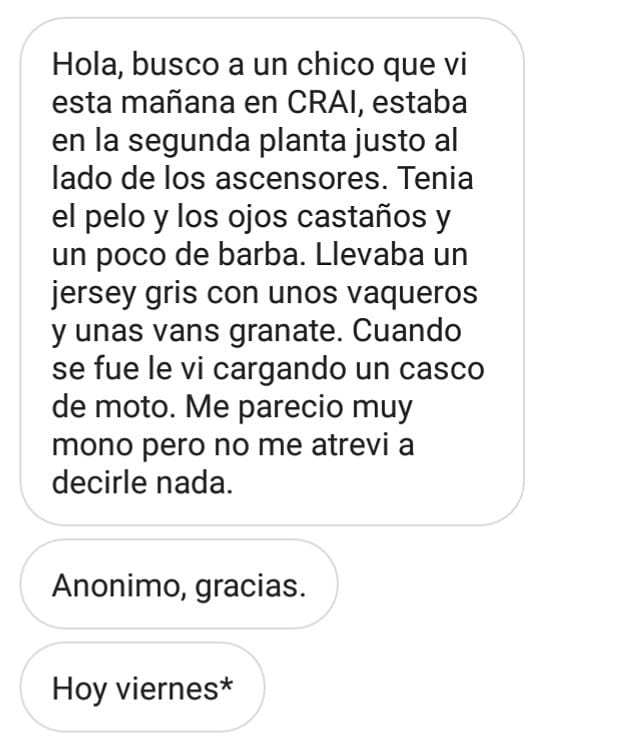 Hola, busco a un chico que vi
esta mañana en CRAI, estaba
en la segunda planta justo al
lado de los ascensores. Tenia
el pelo y los ojos castaños y
un poco de barba. Llevaba un
jersey gris con unos vaqueros
y unas vans granate. Cuando
se fue le vi cargando un casco
de moto. Me parecio muy
mono pero no me atrevi a
decirle nada.
Anonimo, gracias.
Hoy viernes*